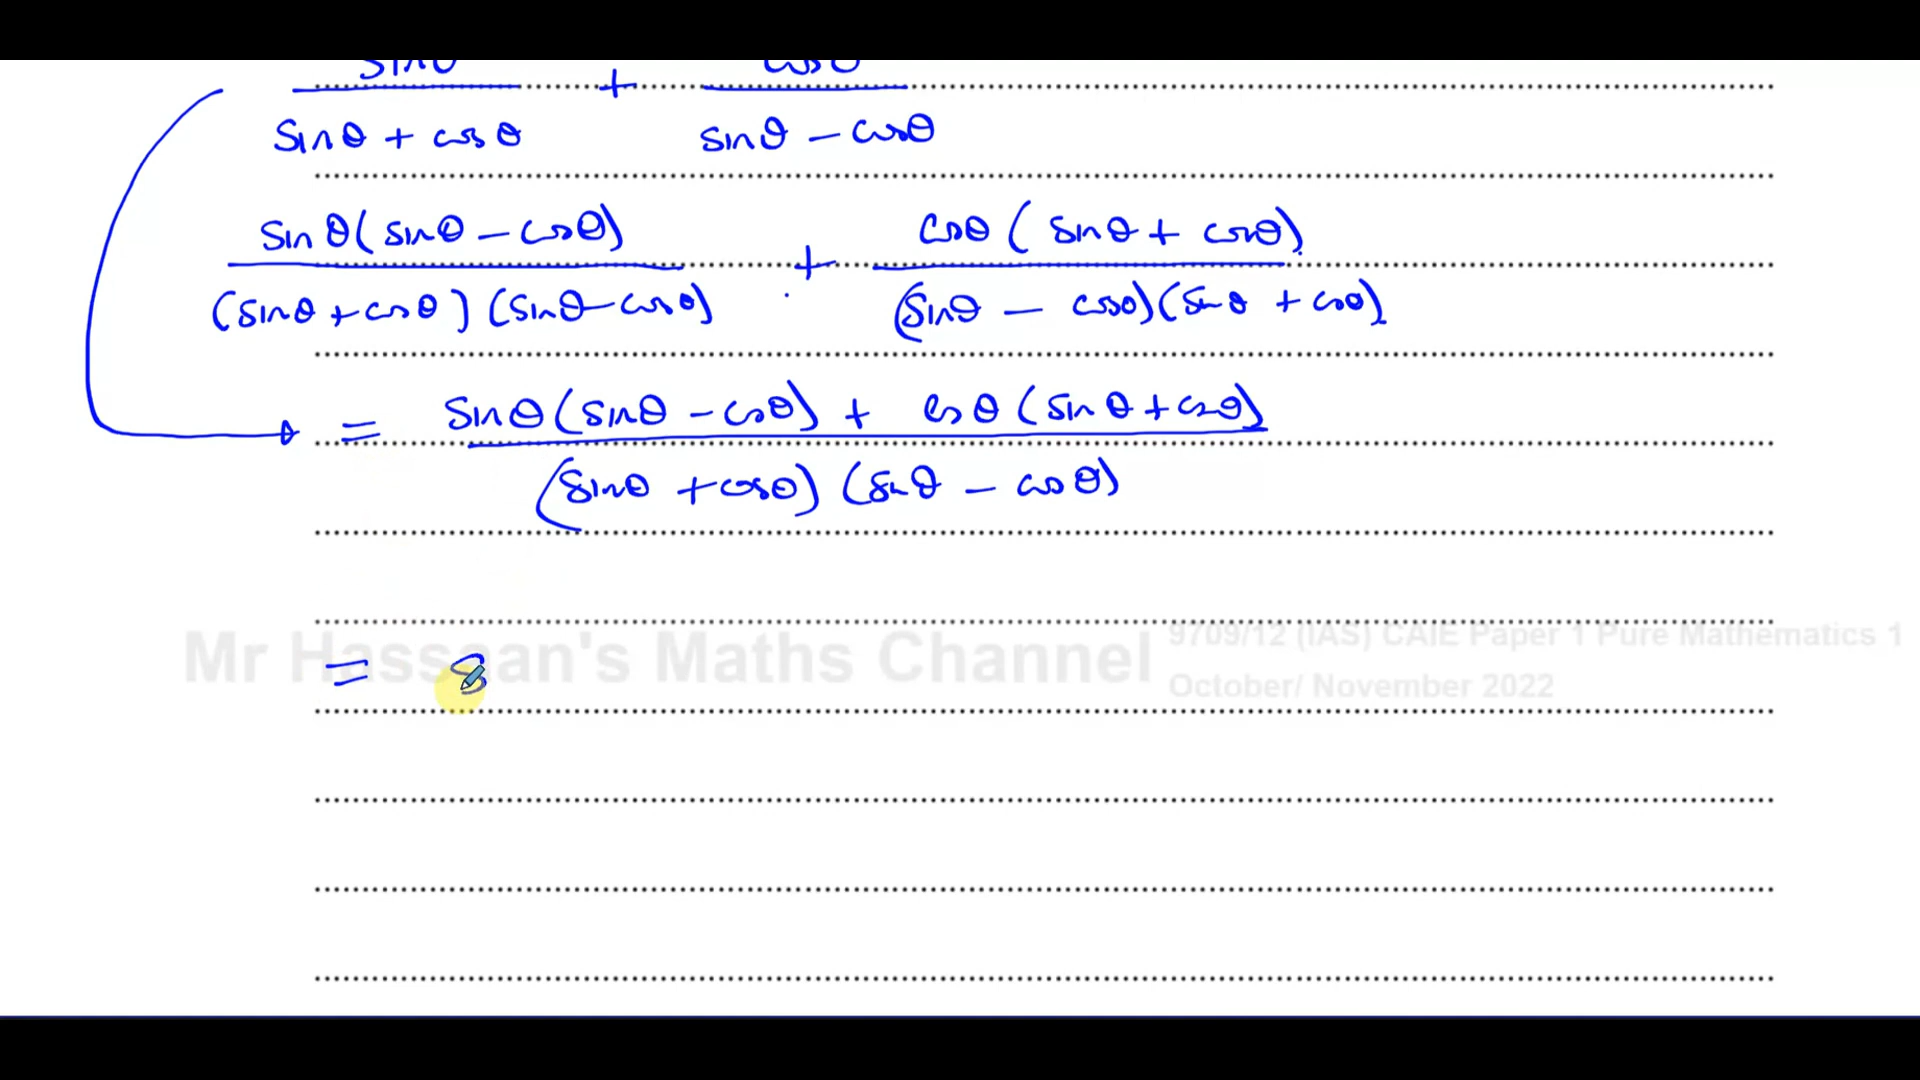 sinθ + cosθ
sinθ + cosθ sinθ − cosθ
sinθ(sinθ − cosθ) + cosθ(sinθ + cosθ)
(sinθ + cosθ)(sinθ − cosθ) (sinθ − cosθ)(sinθ + cosθ)
= sinθ(sinθ − cosθ) + cosθ(sinθ + cosθ)
(sinθ + cosθ)(sinθ − cosθ)
Mr Hassaan's Maths Channel
9709/12 (IAS) CAIE Paper 1 Pure Mathematics 1
October/ November 2022
=